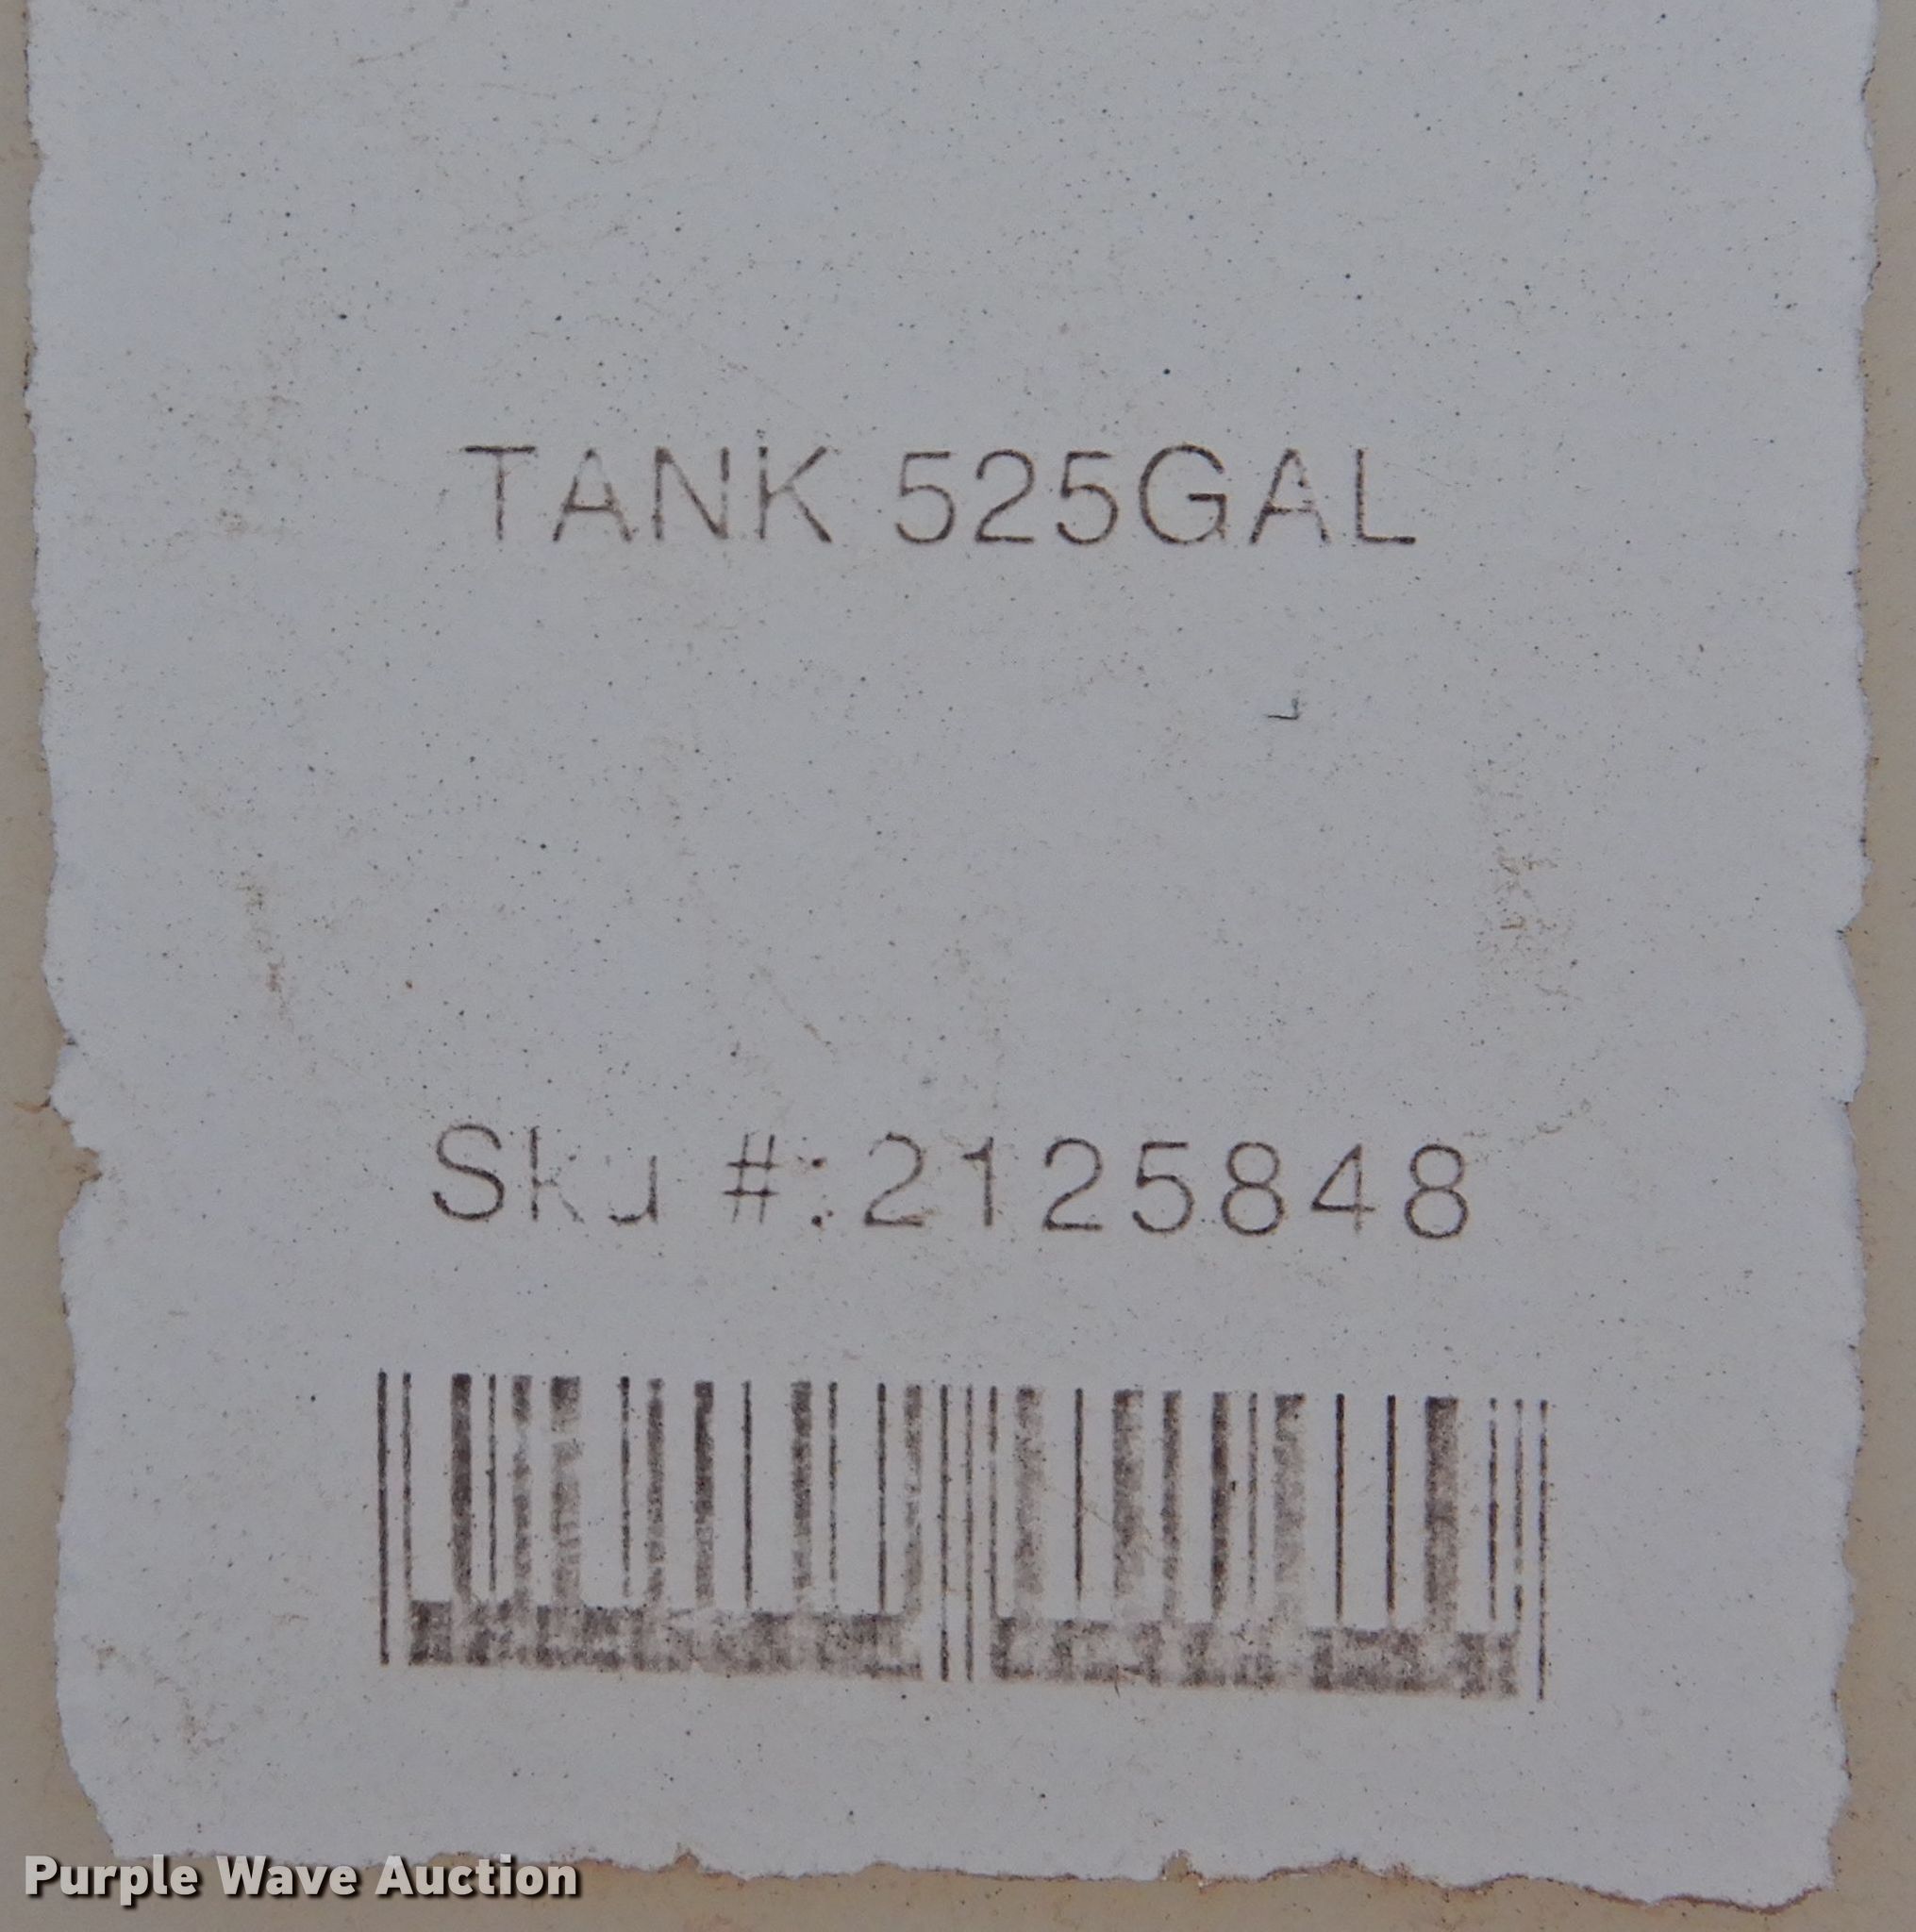 TANK 525GAL
Sku #:2125848
Purple Wave Auction